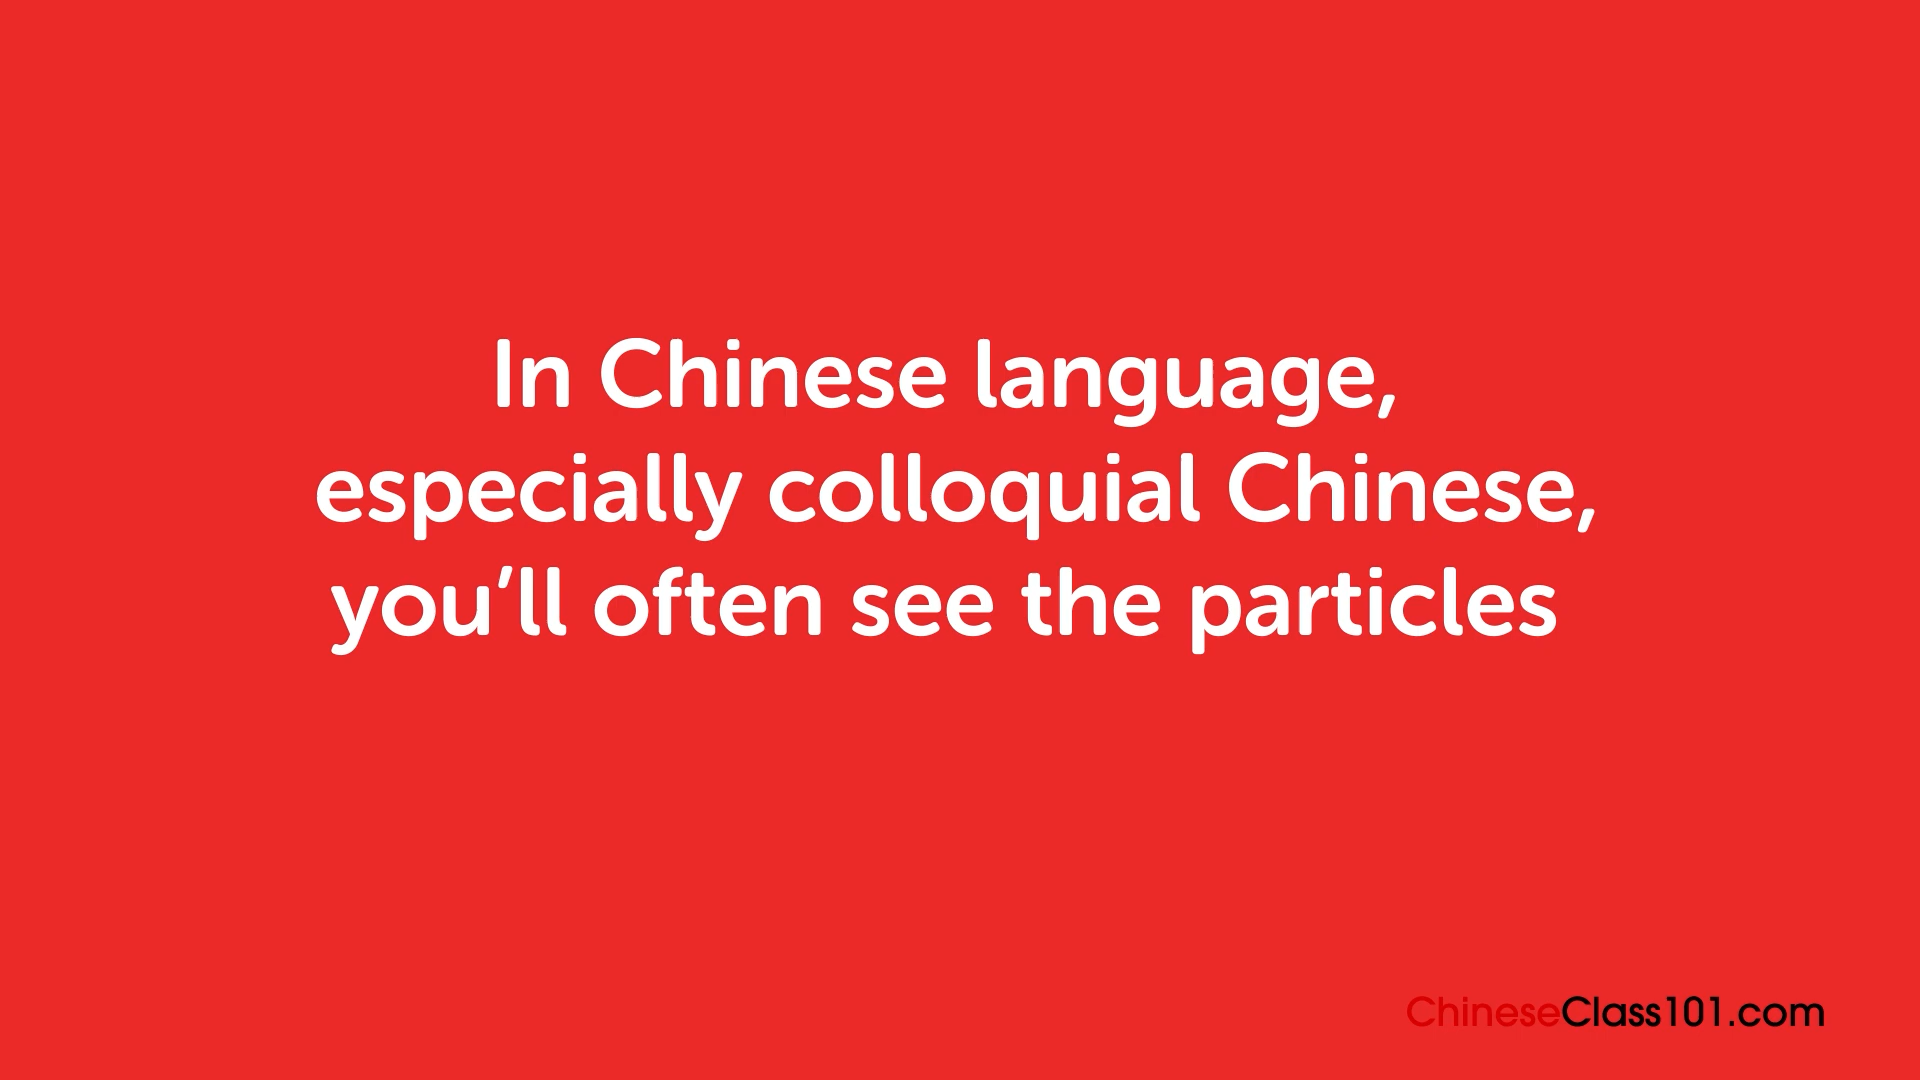 In Chinese language,
especially colloquial Chinese,
you’ll often see the particles
ChineseClass101.com